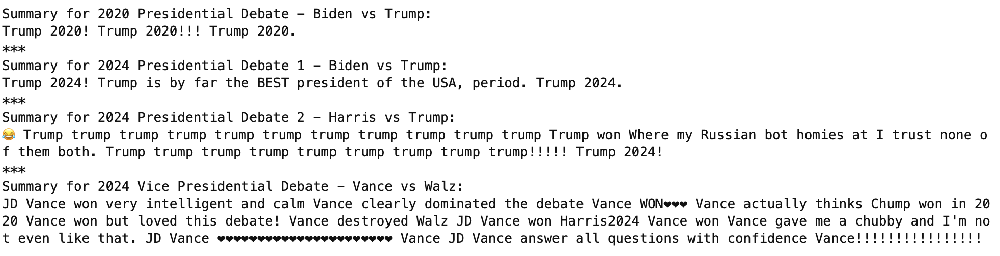 Summary for 2020 Presidential Debate – Biden vs Trump:
Trump 2020! Trump 2020!!! Trump 2020.
***
Summary for 2024 Presidential Debate 1 – Biden vs Trump:
Trump 2024! Trump is by far the BEST president of the USA, period. Trump 2024.
***
Summary for 2024 Presidential Debate 2 – Harris vs Trump:
😂 Trump trump trump trump trump trump trump trump trump trump trump Trump won Where my Russian bot homies at I trust none o
f them both. Trump trump trump trump trump trump trump trump trump!!!!! Trump 2024!
***
Summary for 2024 Vice Presidential Debate – Vance vs Walz:
JD Vance won very intelligent and calm Vance clearly dominated the debate Vance WON❤❤❤ Vance actually thinks Chump won in 20
20 Vance won but loved this debate! Vance destroyed Walz JD Vance won Harris2024 Vance won Vance gave me a chubby and I'm no
t even like that. JD Vance ❤❤❤❤❤❤❤❤❤❤❤❤❤❤❤❤❤❤❤❤❤❤ Vance JD Vance answer all questions with confidence Vance!!!!!!!!!!!!!!!!